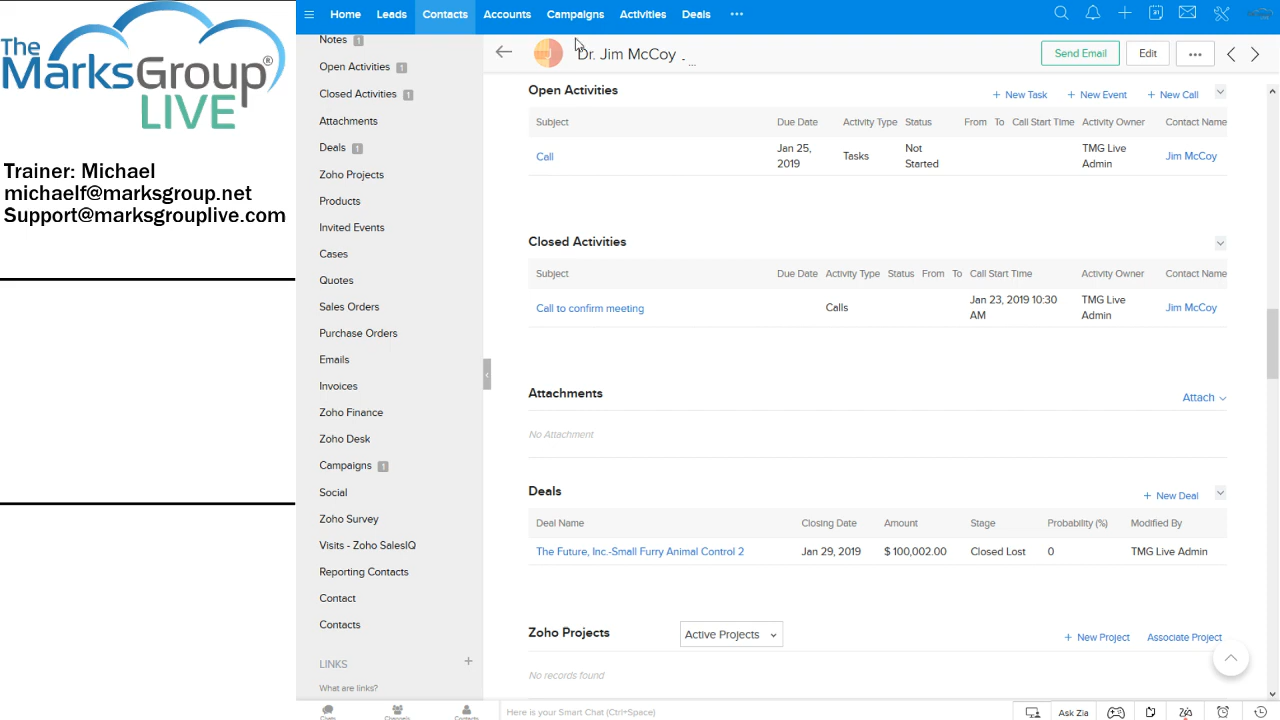 The
MarksGroup®
LIVE
Trainer: Michael
michaelf@marksgroup.net
Support@marksgrouplive.com
Home Leads Contacts Accounts Campaigns Activities Deals •••
Dr. Jim McCoy . ...
Send Email Edit •••
Notes 1
Open Activities 1
Closed Activities 1
Attachments
Deals 1
Zoho Projects
Products
Invited Events
Cases
Quotes
Sales Orders
Purchase Orders
Emails
Invoices
Zoho Finance
Zoho Desk
Campaigns 1
Social
Zoho Survey
Visits - Zoho SalesIQ
Reporting Contacts
Contact
Contacts
LINKS +
What are links?
Open Activities
+ New Task + New Event + New Call
Subject Due Date Activity Type Status From To Call Start Time Activity Owner Contact Name
Call Jan 25, 2019 Tasks Not Started TMG Live Admin Jim McCoy
Closed Activities
Subject Due Date Activity Type Status From To Call Start Time Activity Owner Contact Name
Call to confirm meeting Calls Jan 23, 2019 10:30 AM TMG Live Admin Jim McCoy
Attachments
Attach
No Attachment
Deals
+ New Deal
Deal Name Closing Date Amount Stage Probability (%) Modified By
The Future, Inc.-Small Furry Animal Control 2 Jan 29, 2019 $ 100,002.00 Closed Lost 0 TMG Live Admin
Zoho Projects Active Projects + New Project Associate Project
No records found
Chats Channels Contacts Here is your Smart Chat (Ctrl+Space) Ask Zia